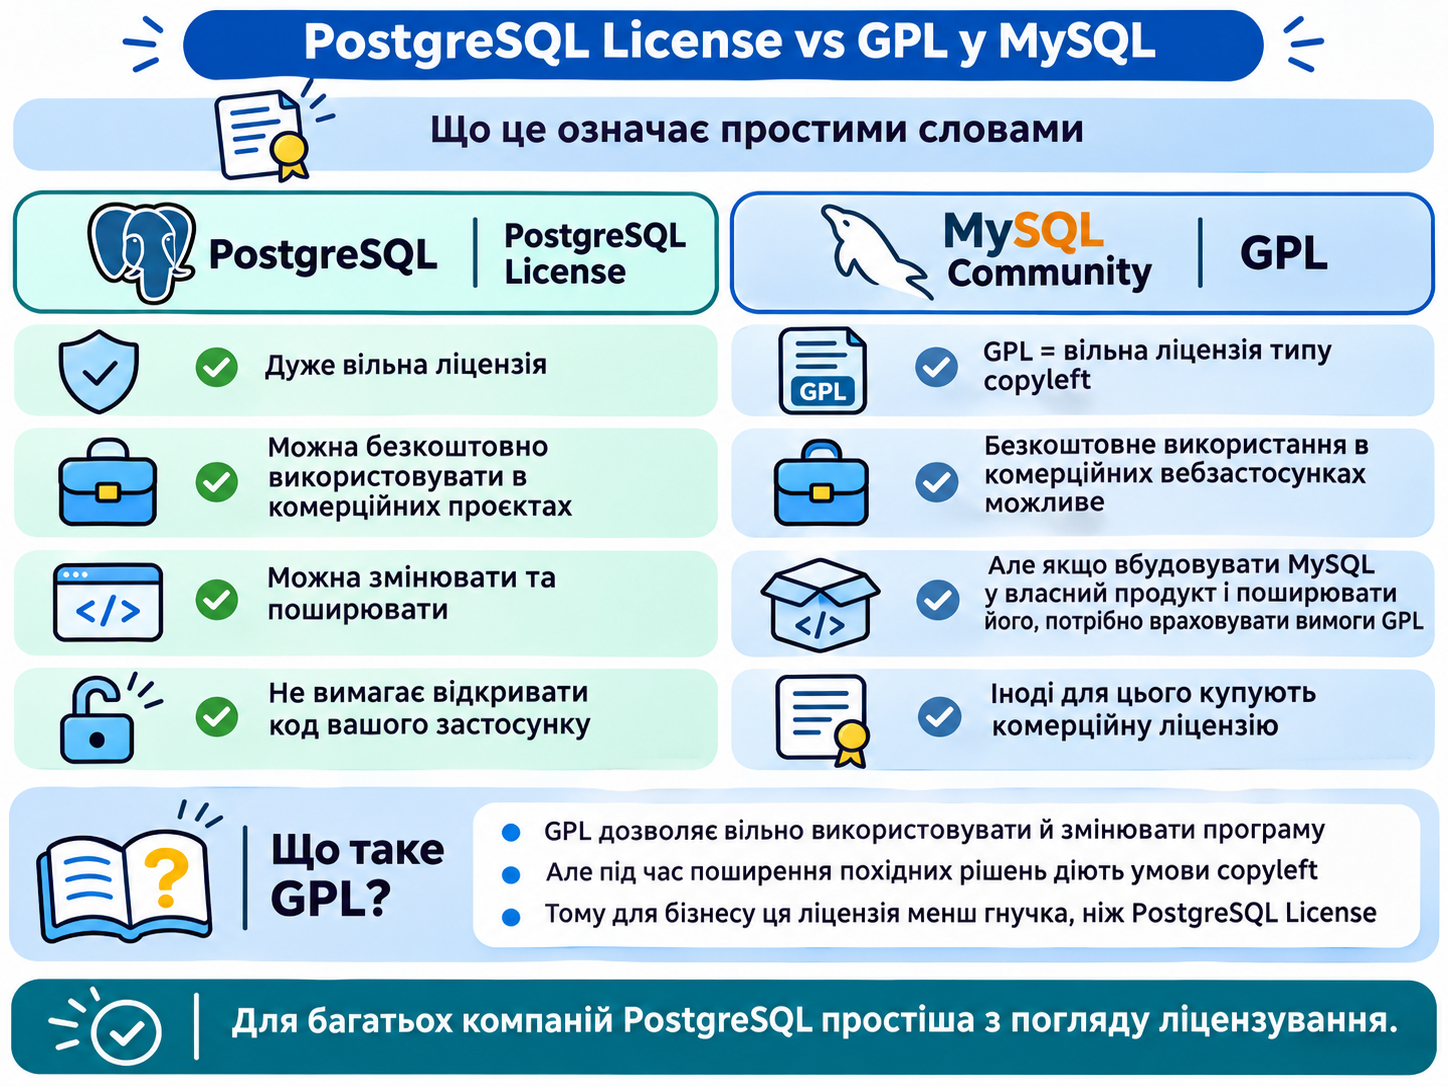 PostgreSQL License vs GPL у MySQL
Що це означає простими словами
PostgreSQL
PostgreSQL
License
MySQL
Community
GPL
Дуже вільна ліцензія
Можна безкоштовно
використовувати в
комерційних проєктах
Можна змінювати та
поширювати
Не вимагає відкривати
код вашого застосунку
GPL
GPL = вільна ліцензія типу
copyleft
Безкоштовне використання в
комерційних вебзастосунках
можливе
</>
Але якщо вбудовувати MySQL
у власний продукт і поширювати
його, потрібно враховувати вимоги GPL
</>
Іноді для цього купують
комерційну ліцензію
?
Що таке
GPL?
GPL дозволяє вільно використовувати й змінювати програму
Але під час поширення похідних рішень діють умови copyleft
Тому для бізнесу ця ліцензія менш гнучка, ніж PostgreSQL License
Для багатьох компаній PostgreSQL простіша з погляду ліцензування.